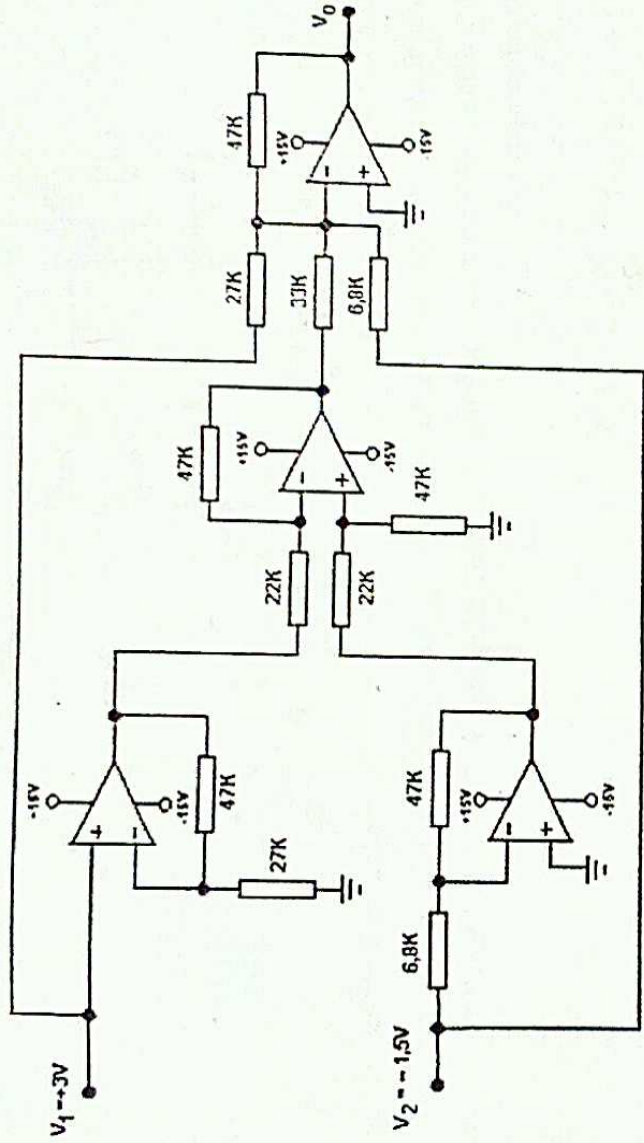 V₀
47K
+15V
-15V
27K
33K
6,8K
47K
+15V
-15V
22K
22K
47K
+15V
-15V
47K
27K
47K
+15V
-15V
6,8K
V₁=+3V
V₂=-1,5V
-
+
-
+
+
-
-
+